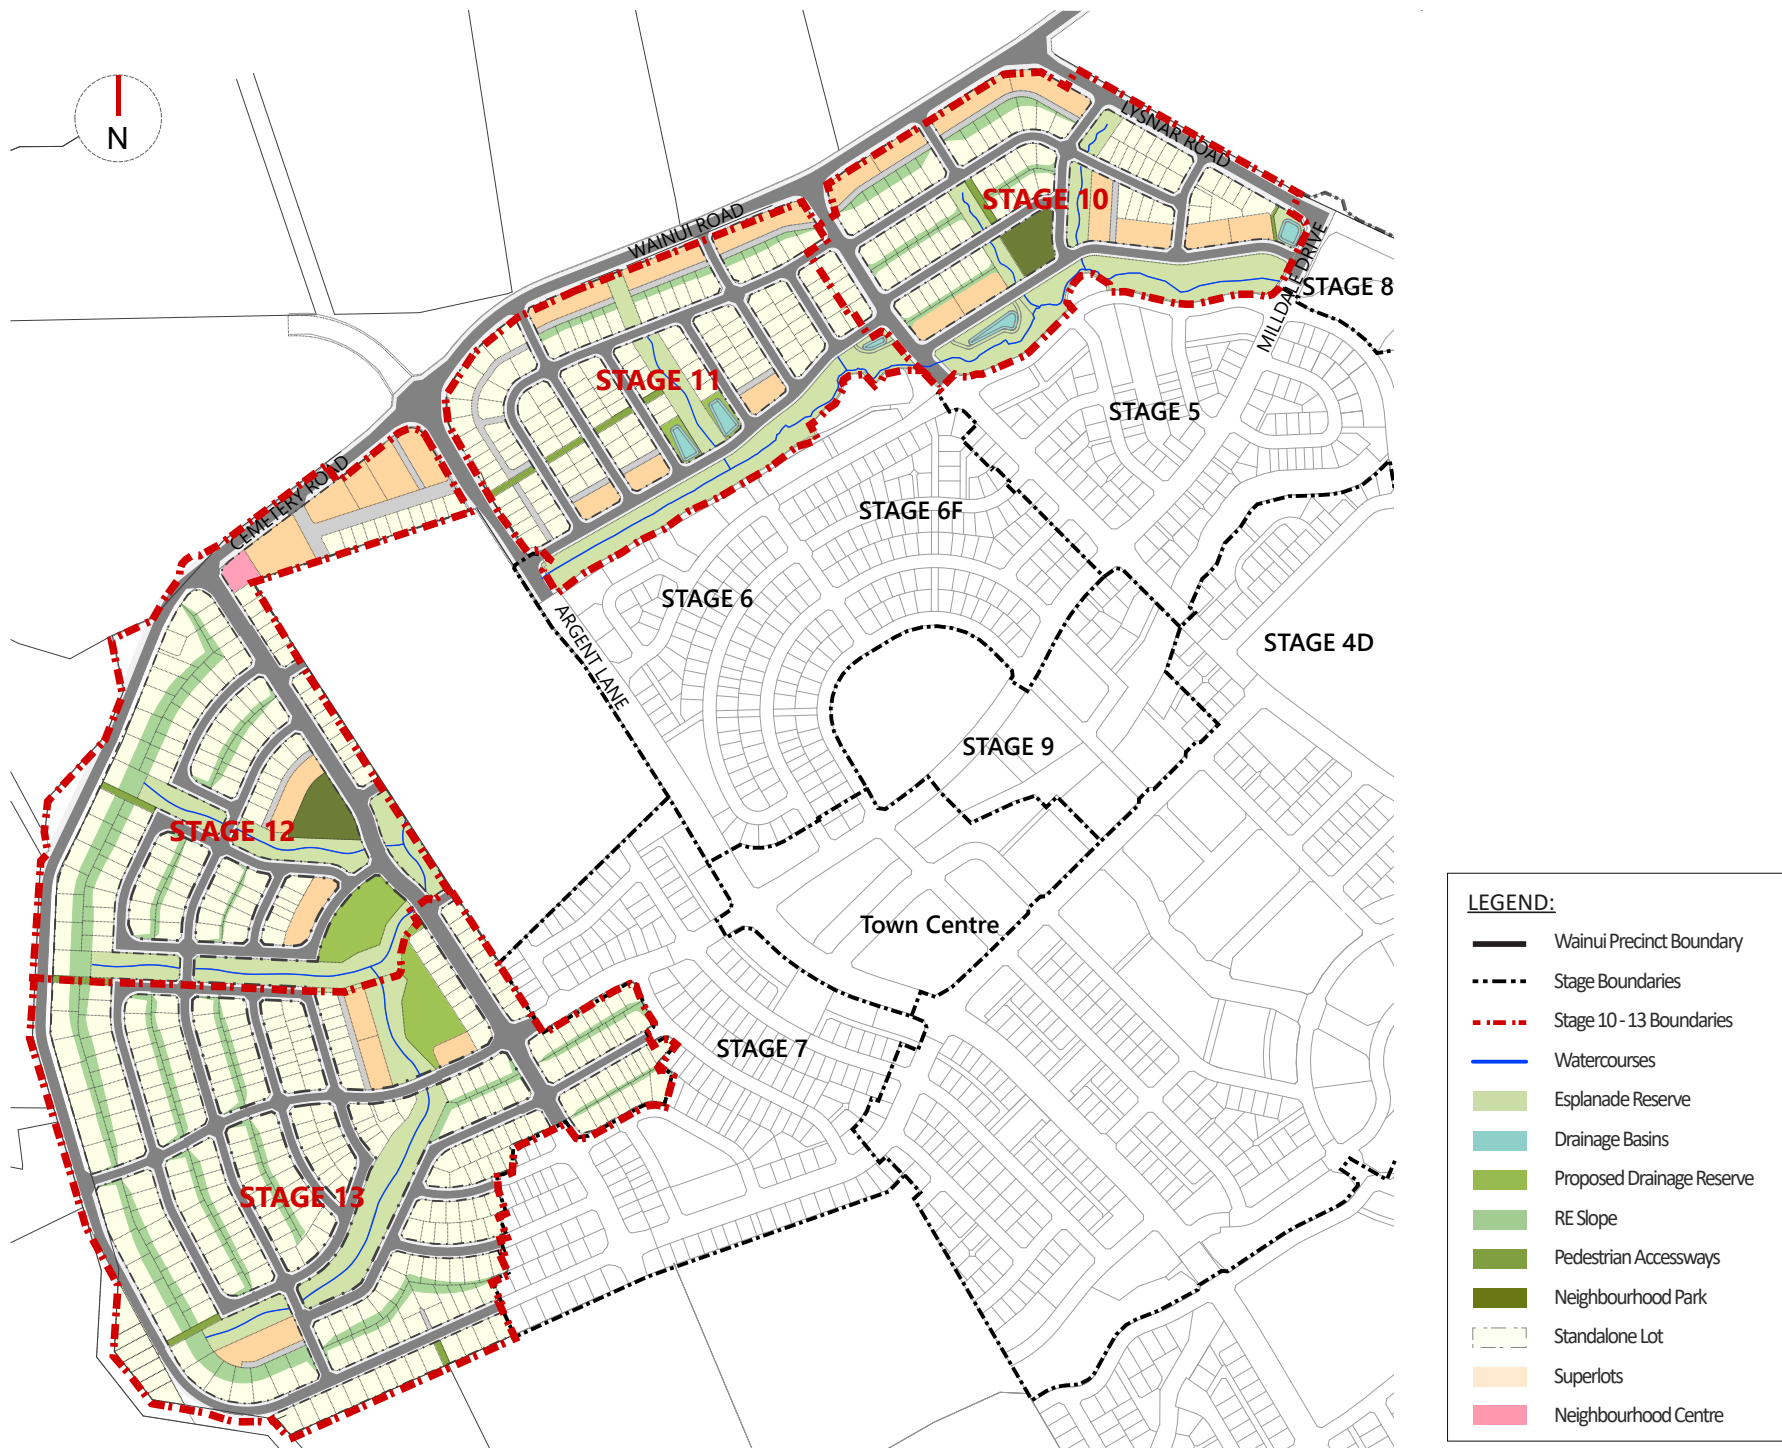 N
LYSNAR ROAD
STAGE 10
WAINUI ROAD
MILLDALE DRIVE
STAGE 8
STAGE 11
STAGE 5
CEMETERY ROAD
STAGE 6F
STAGE 6
ARGENT LANE
STAGE 4D
STAGE 9
STAGE 12
Town Centre
STAGE 7
STAGE 13
LEGEND:
Wainui Precinct Boundary
Stage Boundaries
Stage 10 - 13 Boundaries
Watercourses
Esplanade Reserve
Drainage Basins
Proposed Drainage Reserve
RE Slope
Pedestrian Accessways
Neighbourhood Park
Standalone Lot
Superlots
Neighbourhood Centre